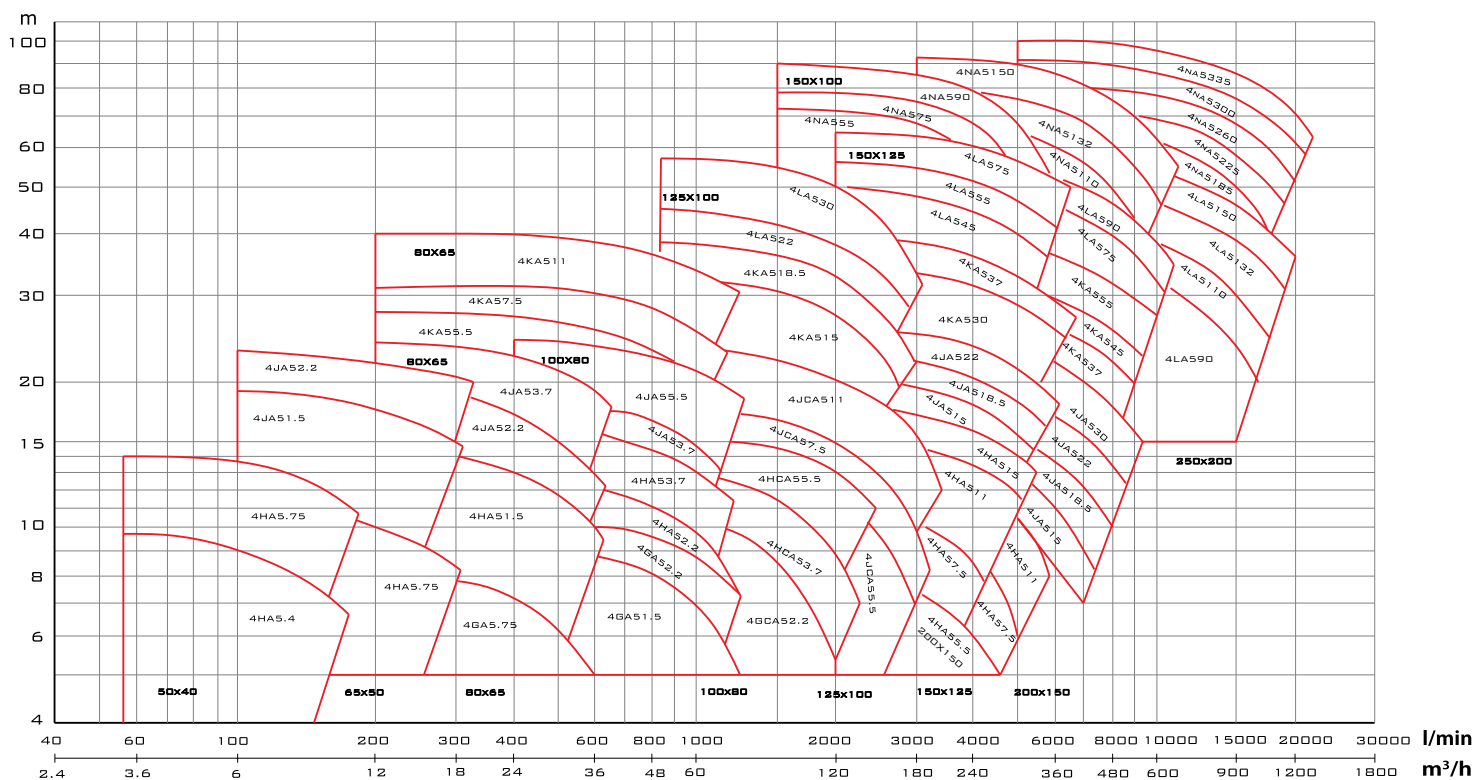 m
100
80
60
50
40
30
20
15
10
8
6
4
4NA5335
4NA5300
4NA5260
4NA5225
4NA5185
4NA5150
150X100
4NA590
4NA575
4NA555
4NA5132
4NA5110
150X125
4LA575
4LA555
4LA545
4LA590
4LA575
4LA5150
4LA5132
4LA5110
4LA590
250x200
125X100
4LA530
4LA522
4KA518.5
4KA515
4KA537
4KA530
4KA555
4KA545
4KA537
80X65
4KA511
4KA57.5
4KA55.5
80X65
100X80
4JA52.2
4JA51.5
4JA53.7
4JA52.2
4JA55.5
4JA53.7
4JCA511
4JCA57.5
4JA522
4JA518.5
4JA515
4JA530
4JA522
4JA518.5
4JA515
4HA5.75
4HA5.4
4HA51.5
4HA5.75
4GA5.75
4HA53.7
4HA52.2
4GA52.2
4GA51.5
4HCA55.5
4HCA53.7
4GCA52.2
4JCA55.5
4HA515
4HA511
4HA57.5
4HA55.5
200X150
4HA511
4HA57.5
50x40
65x50
80x65
100x80
125x100
150x125
200x150
40 60 100 200 300 400 600 800 1000 2000 3000 4000 6000 8000 10000 15000 20000 30000 l/min
2.4 3.6 6 12 18 24 36 48 60 120 180 240 360 480 600 900 1200 1800 m³/h